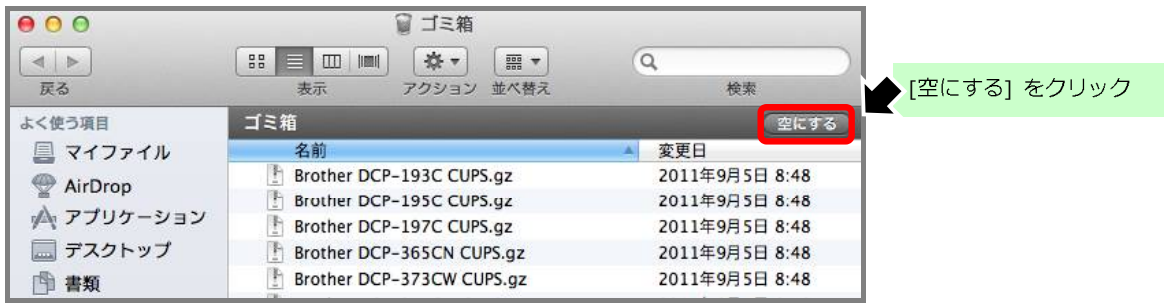 ゴミ箱
戻る
表示
アクション
並べ替え
検索
[空にする] をクリック
よく使う項目
マイファイル
AirDrop
アプリケーション
デスクトップ
書類
ゴミ箱
空にする
名前 変更日
Brother DCP-193C CUPS.gz 2011年9月5日 8:48
Brother DCP-195C CUPS.gz 2011年9月5日 8:48
Brother DCP-197C CUPS.gz 2011年9月5日 8:48
Brother DCP-365CN CUPS.gz 2011年9月5日 8:48
Brother DCP-373CW CUPS.gz 2011年9月5日 8:48